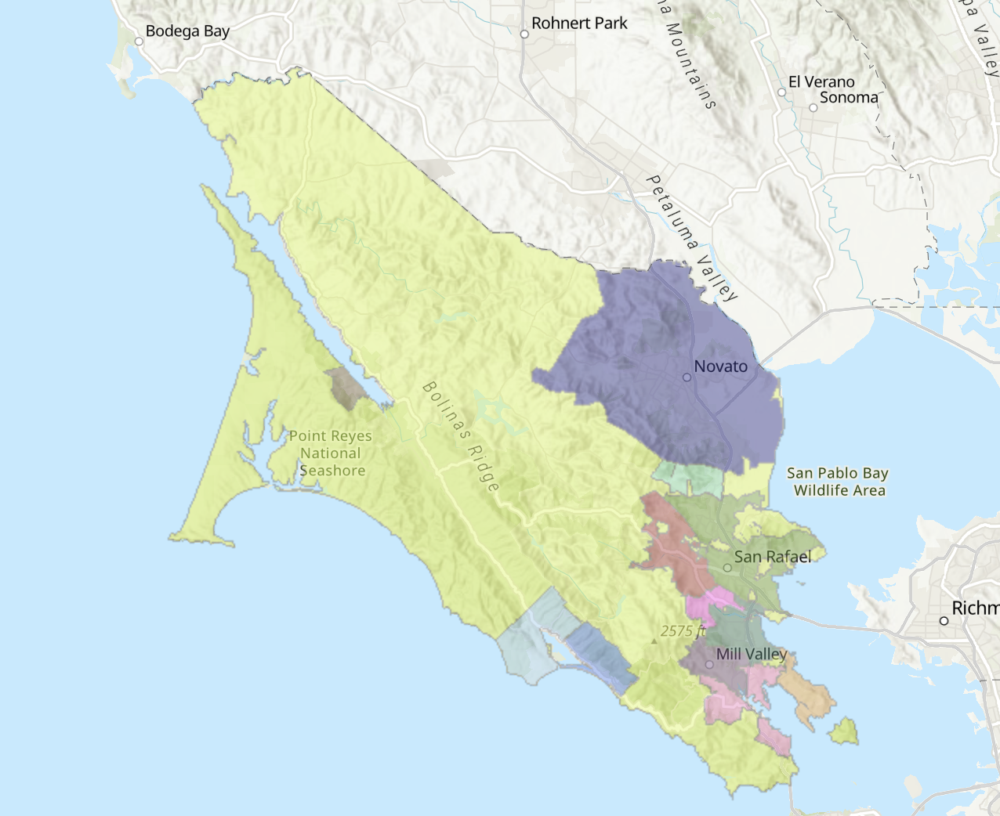 Bodega Bay
Rohnert Park
Mountains
El Verano
Sonoma
Valley
Petaluma Valley
Novato
Bolinas Ridge
Point Reyes
National
Seashore
San Pablo Bay
Wildlife Area
San Rafael
2575 ft
Mill Valley